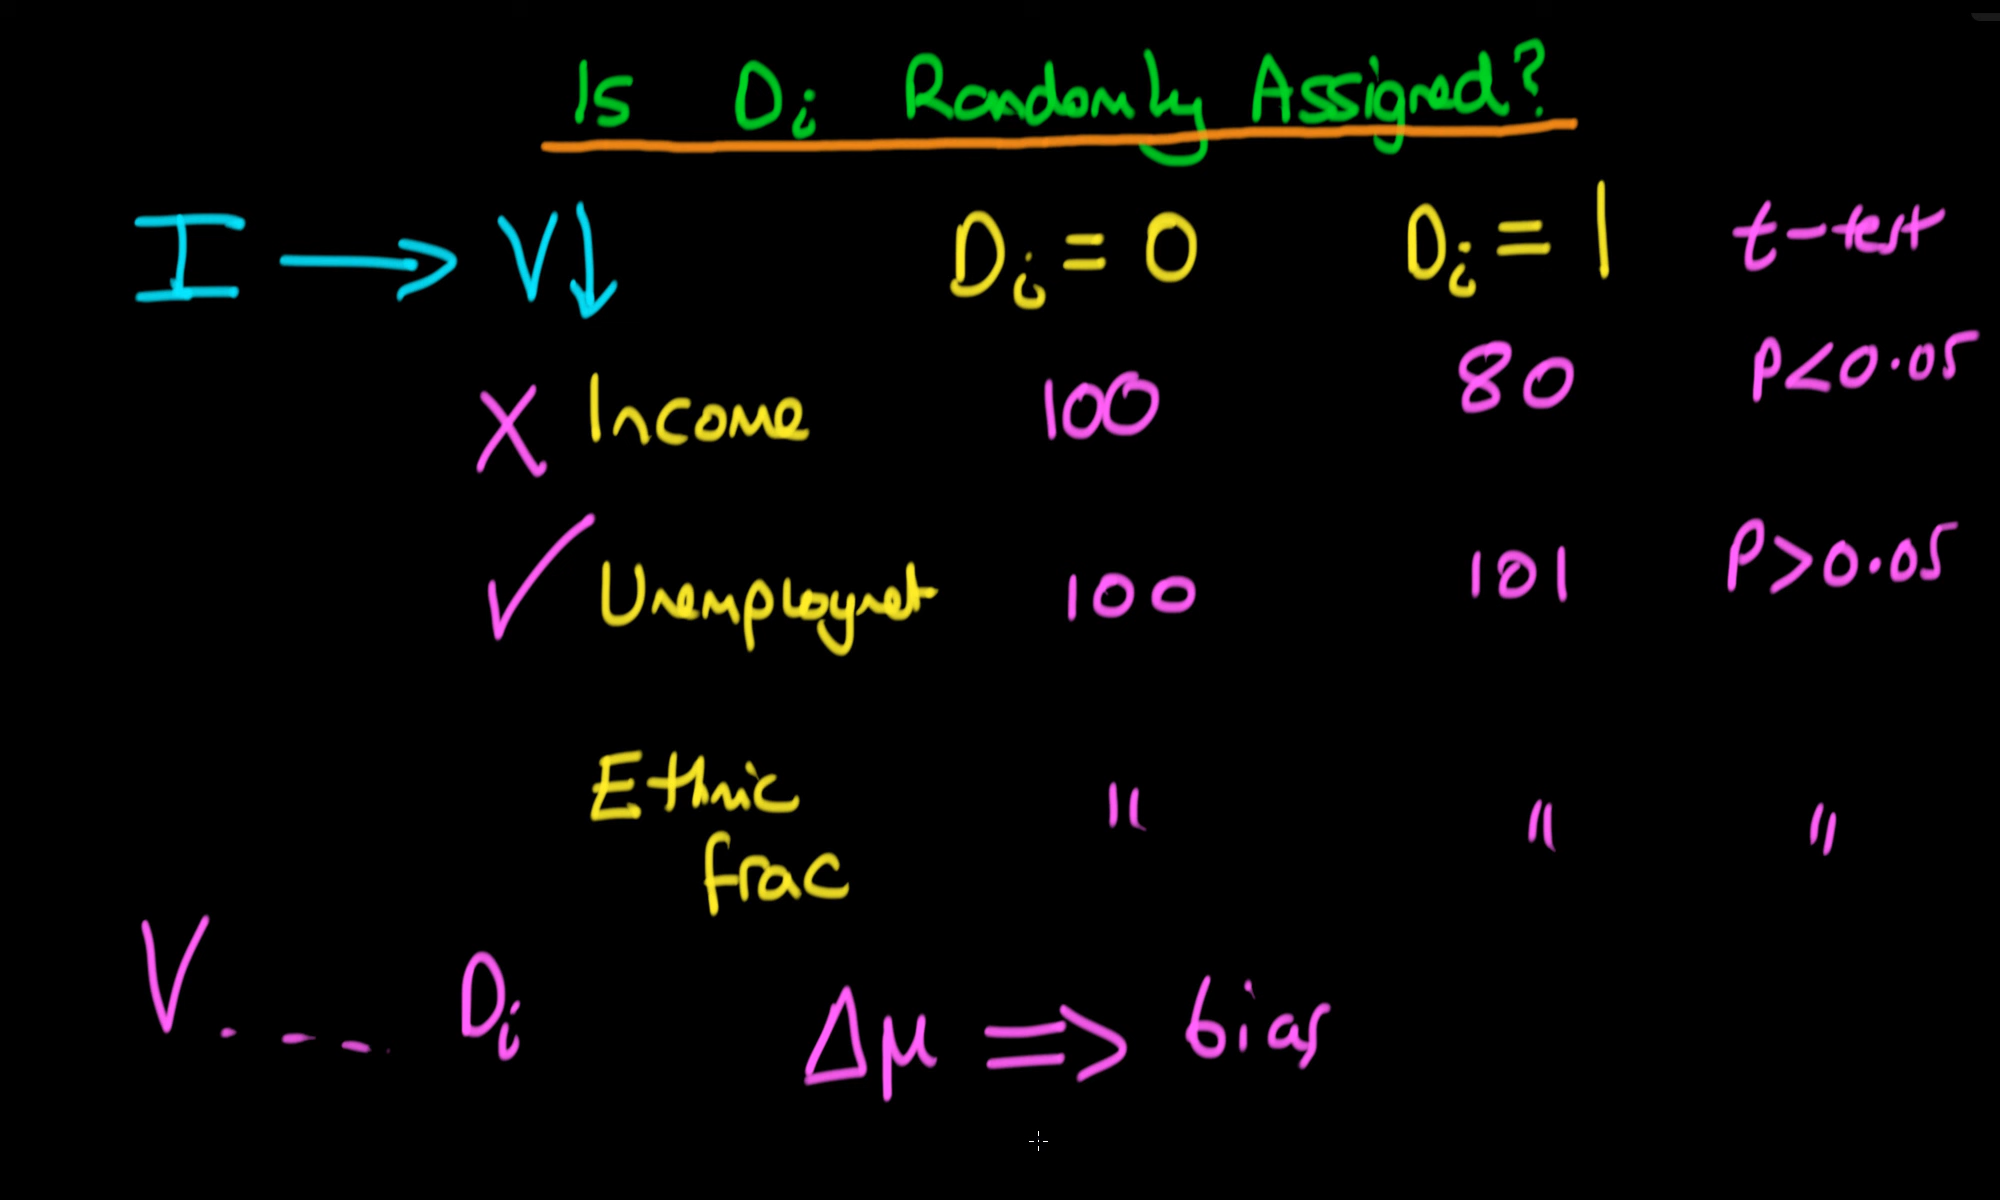 Is Di Randomly Assigned?
I → V↓ Di = 0 Di = 1 t-test
X Income 100 80 P<0.05
✓ Unemploymet 100 101 P>0.05
Ethnic " " "
frac
V --- Di Δμ ⇒ bias